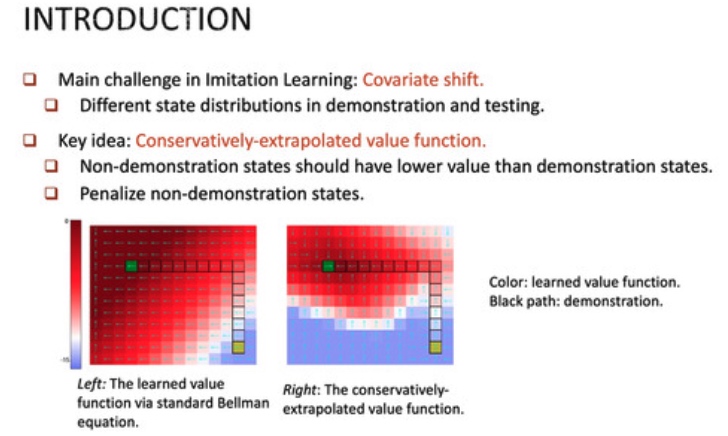 INTRODUCTION
Main challenge in Imitation Learning: Covariate shift.
Different state distributions in demonstration and testing.
Key idea: Conservatively-extrapolated value function.
Non-demonstration states should have lower value than demonstration states.
Penalize non-demonstration states.
0
-15
Color: learned value function.
Black path: demonstration.
Left: The learned value
function via standard Bellman
equation.
Right: The conservatively-
extrapolated value function.